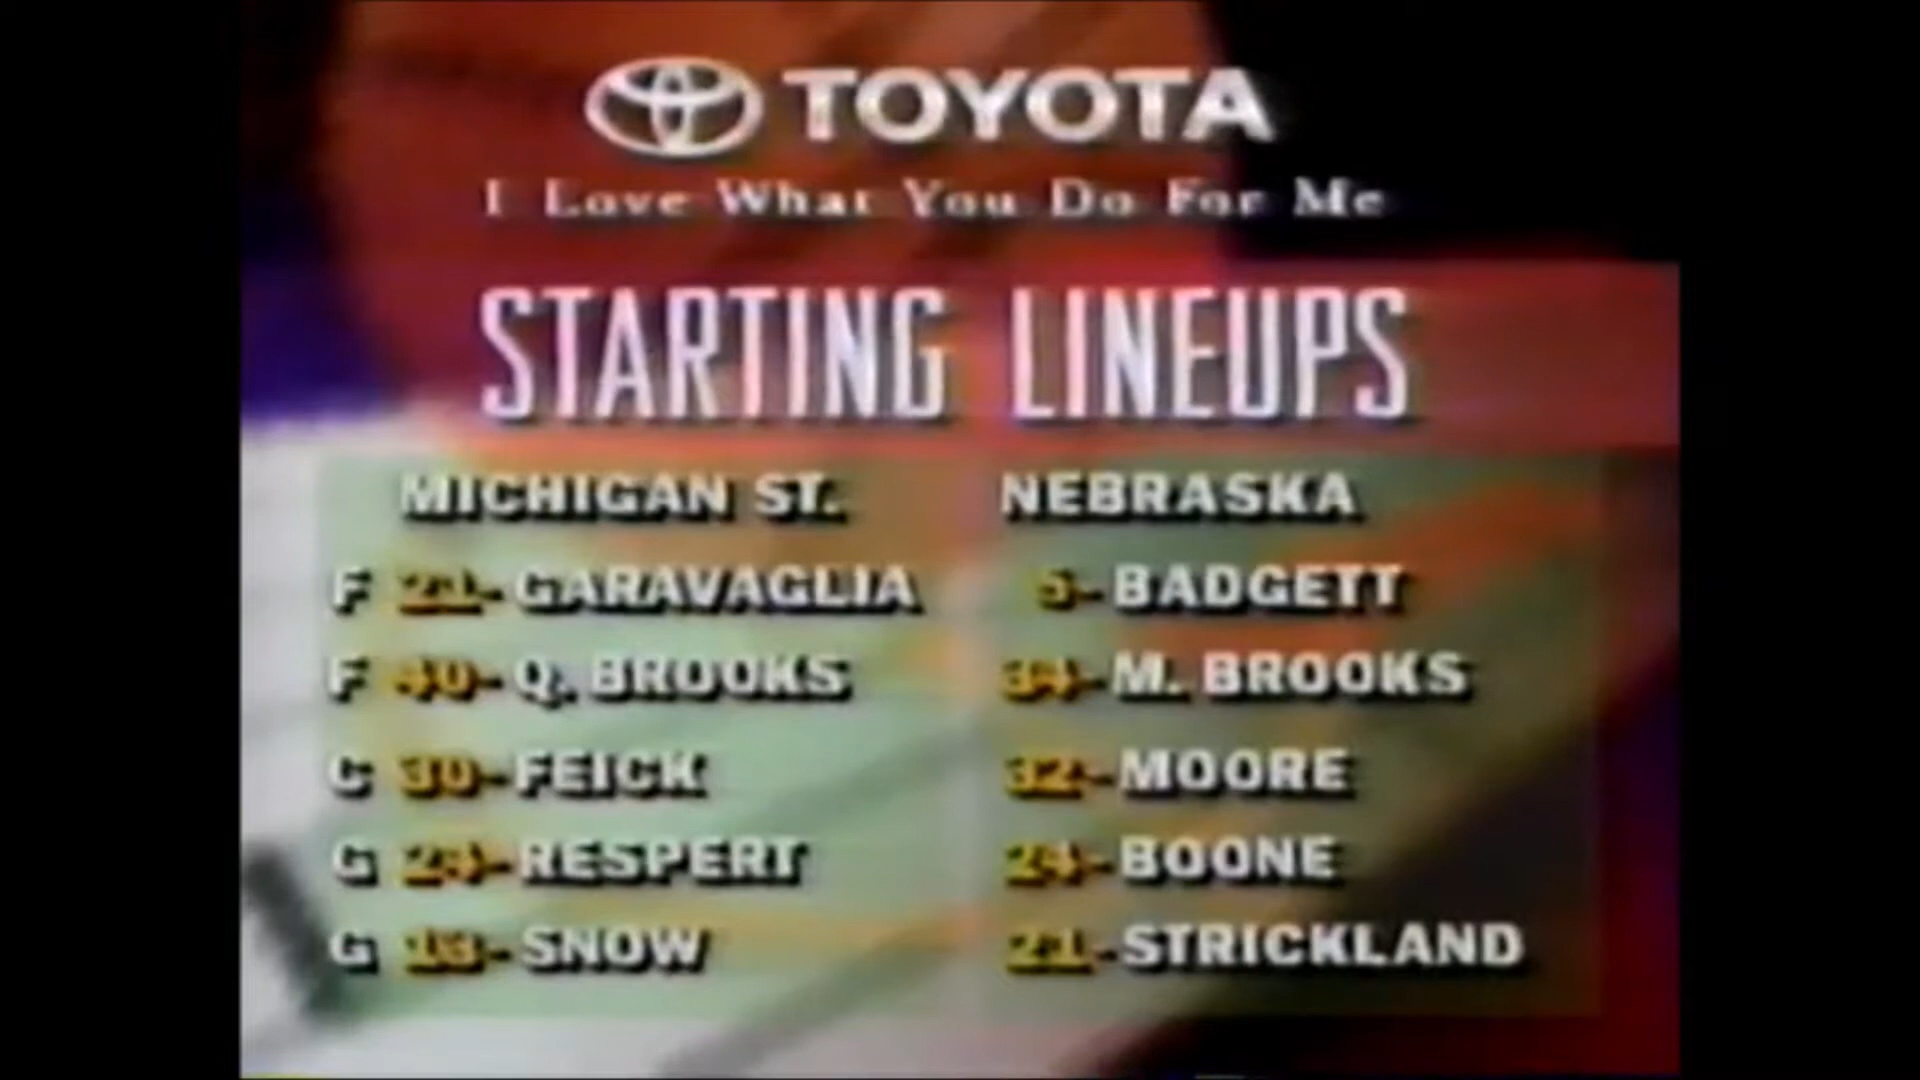 TOYOTA
I Love What You Do For Me
STARTING LINEUPS
MICHIGAN ST. NEBRASKA
F 21-GARAVAGLIA 5-BADGETT
F 40-Q. BROOKS 34-M. BROOKS
C 30-FEICK 32-MOORE
G 24-RESPERT 24-BOONE
G 13-SNOW 21-STRICKLAND